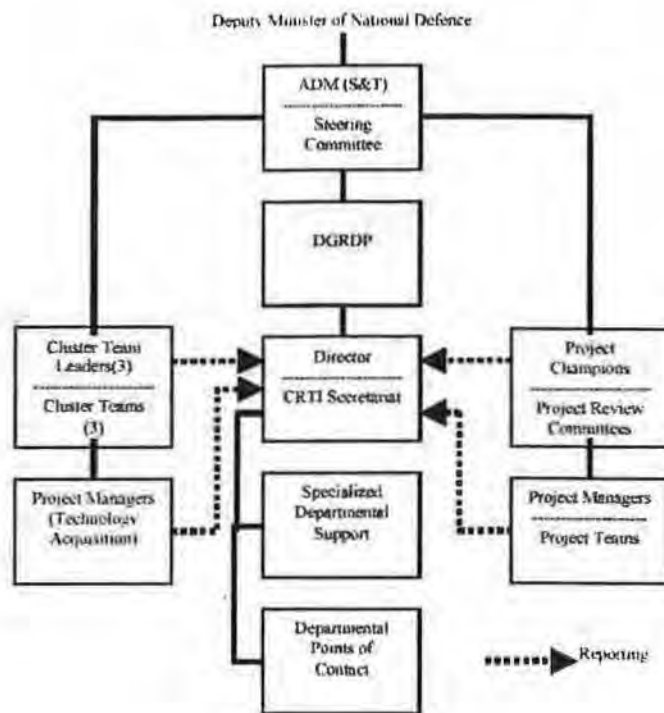 Deputy Minister of National Defence
ADM (S&T)
Steering
Committee
DGRDP
Cluster Team
Leaders(3)
Cluster Teams
(3)
Director
CRTI Secretariat
Project
Champions
Project Review
Committees
Project Managers
(Technology
Acquisition)
Specialized
Departmental
Support
Project Managers
Project Teams
Departmental
Points of
Contact
Reporting